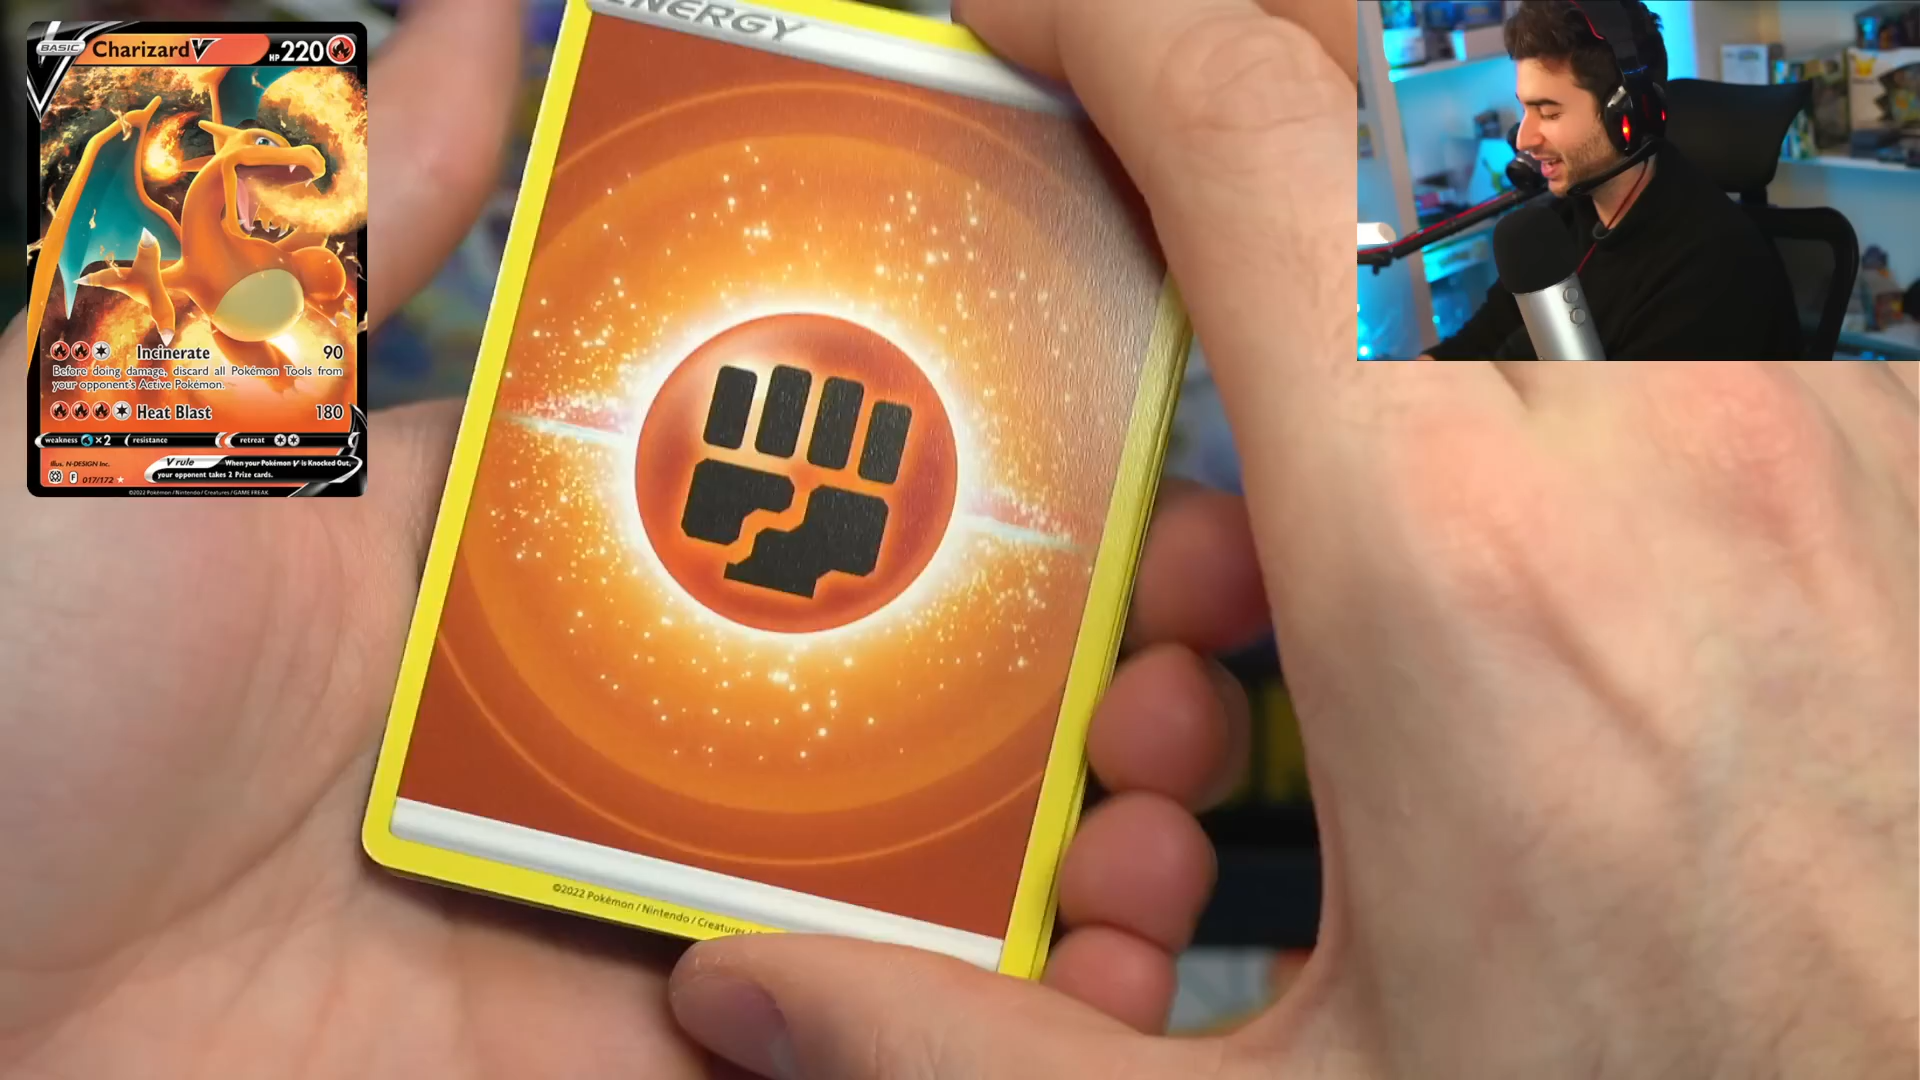 BASIC Charizard V HP 220
Incinerate 90
Before doing damage, discard all Pokémon Tools from
your opponent's Active Pokémon.
Heat Blast 180
weakness ×2 resistance retreat
Illus. N-DESIGN Inc.
V rule When your Pokémon V is Knocked Out,
your opponent takes 2 Prize cards.
F 017/172
©2022 Pokémon / Nintendo / Creatures / GAME FREAK
ENERGY
©2022 Pokémon / Nintendo / Creatures /